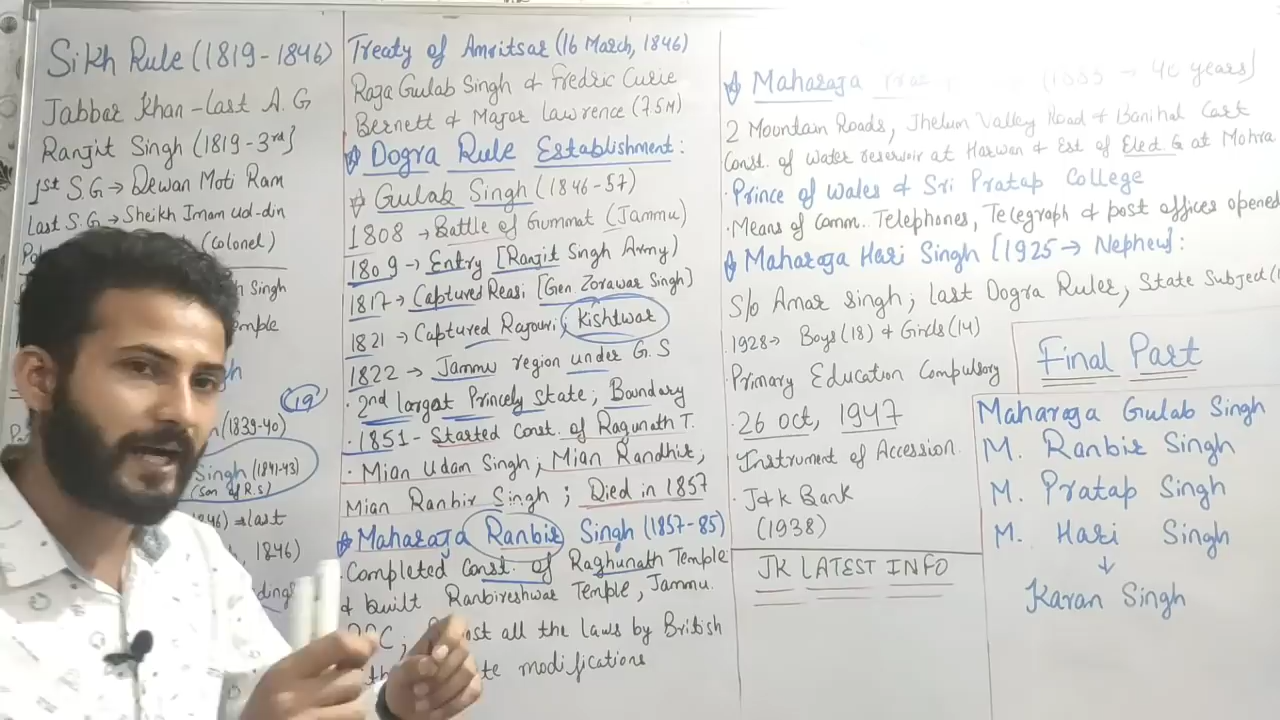 Sikh Rule (1819-1846)
Jabbar Khan - last A.G
Ranjit Singh (1819-3rd]
1st S.G → Dewan Moti Ram
Last S.G → Sheikh Imam ud-din
(colonel)
Singh
(1839-40)
19
Singh (1841-43)
(Son of R.S)
⇒ last
1846)
Treaty of Amritsar (16 March, 1846)
Raja Gulab Singh & Fredric Curie
Bernett & Major Lawrence (75M)
Dogra Rule Establishment:
Gulab Singh (1846-57)
1808 → Battle of Gummat (Jammu)
1809 → Entry [Ranjit Singh Army)
1817 → Captured Reasi [Gen Zorawar Singh)
1821 → Captured Rajouri, Kishtwar
1822 → Jammu region under G.S
· 2nd largat Princely State; Boundary
· 1851 - Started Const. of Ragunath T.
· Mian Udam Singh; Mian Randhir,
Mian Ranbir Singh ; Died in 1857
Maharaja Ranbir Singh (1857-85)
· Completed Const. of Raghunath Temple
& built Ranbireshwar Temple, Jammu.
all the laws by British
modifications
Maharaja
40 years]
2 Mountain Roads, Jhelum Valley Road & Banihal Cart
Const. of Water reservoir at Harwan & Est of Elect. G at Mohra
· Prince of Wales & Sri Pratap College
· Means of Comm. Telephones, Telegraph & post offices opened
Maharaja Hari Singh [1925 → Nephew]:
S/o Amar Singh; last Dogra Ruler, State Subject
1928 → Boys (18) & Girls (14)
· Primary Education Compulsory
· 26 Oct, 1947
Instrument of Accession.
· J&K Bank
(1938)
JK LATEST INFO
Final Part
Maharaja Gulab Singh
M. Ranbir Singh
M. Pratap Singh
M. Hari Singh
↓
Karan Singh